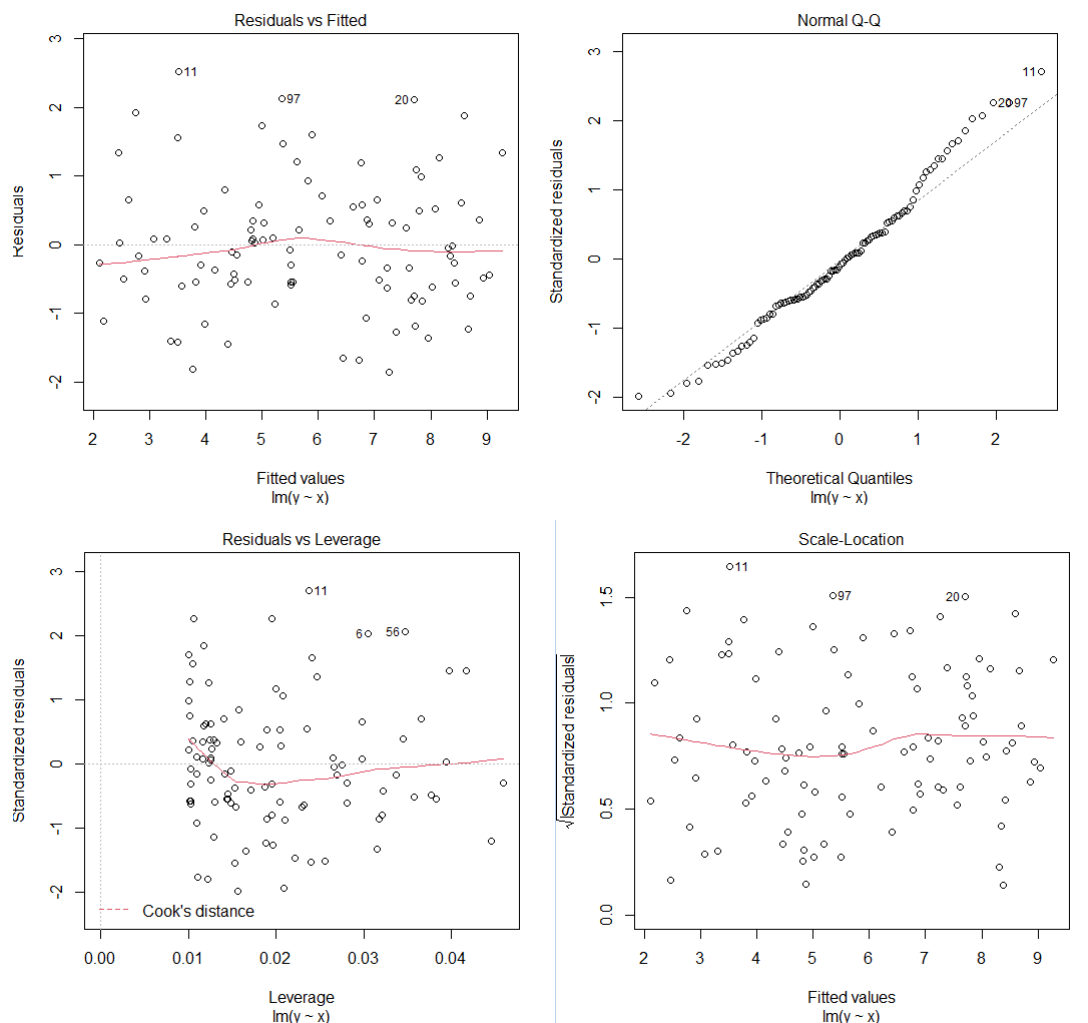 Residuals vs Fitted
Residuals
3
2
1
0
-1
-2
11
97
20
2 3 4 5 6 7 8 9
Fitted values
lm(y ~ x)
Normal Q-Q
Standardized residuals
3
2
1
0
-1
-2
11
20 97
-2 -1 0 1 2
Theoretical Quantiles
lm(y ~ x)
Residuals vs Leverage
Standardized residuals
3
2
1
0
-1
-2
11
6 56
Cook's distance
0.00 0.01 0.02 0.03 0.04
Leverage
lm(y ~ x)
Scale-Location
√|Standardized residuals|
1.5
1.0
0.5
0.0
11
97
20
2 3 4 5 6 7 8 9
Fitted values
lm(y ~ x)